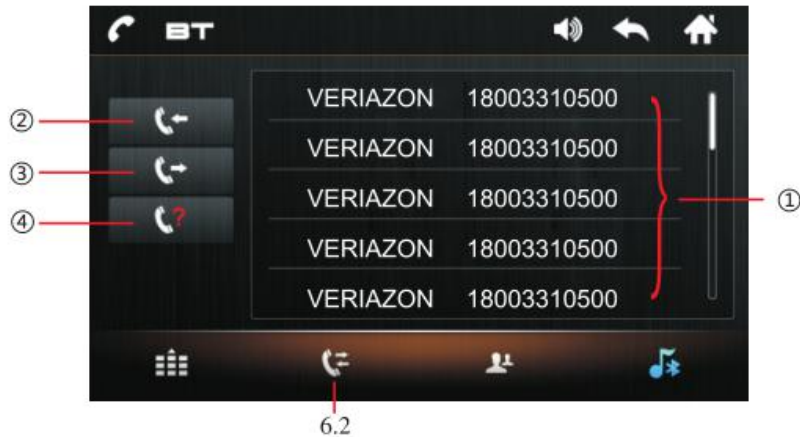 BT
VERIAZON 18003310500
② VERIAZON 18003310500
③ VERIAZON 18003310500
①
④ ? VERIAZON 18003310500
VERIAZON 18003310500
6.2